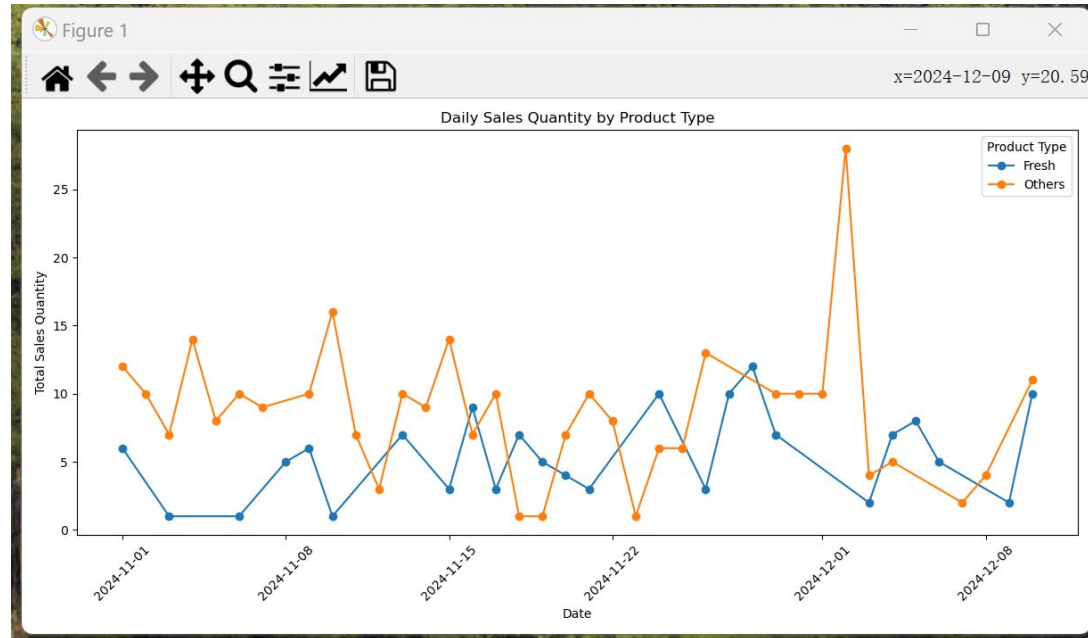 Figure 1
x=2024-12-09 y=20.59
Daily Sales Quantity by Product Type
Product Type
Fresh
Others
Total Sales Quantity
25
20
15
10
5
0
2024-11-01
2024-11-08
2024-11-15
2024-11-22
2024-12-01
2024-12-08
Date